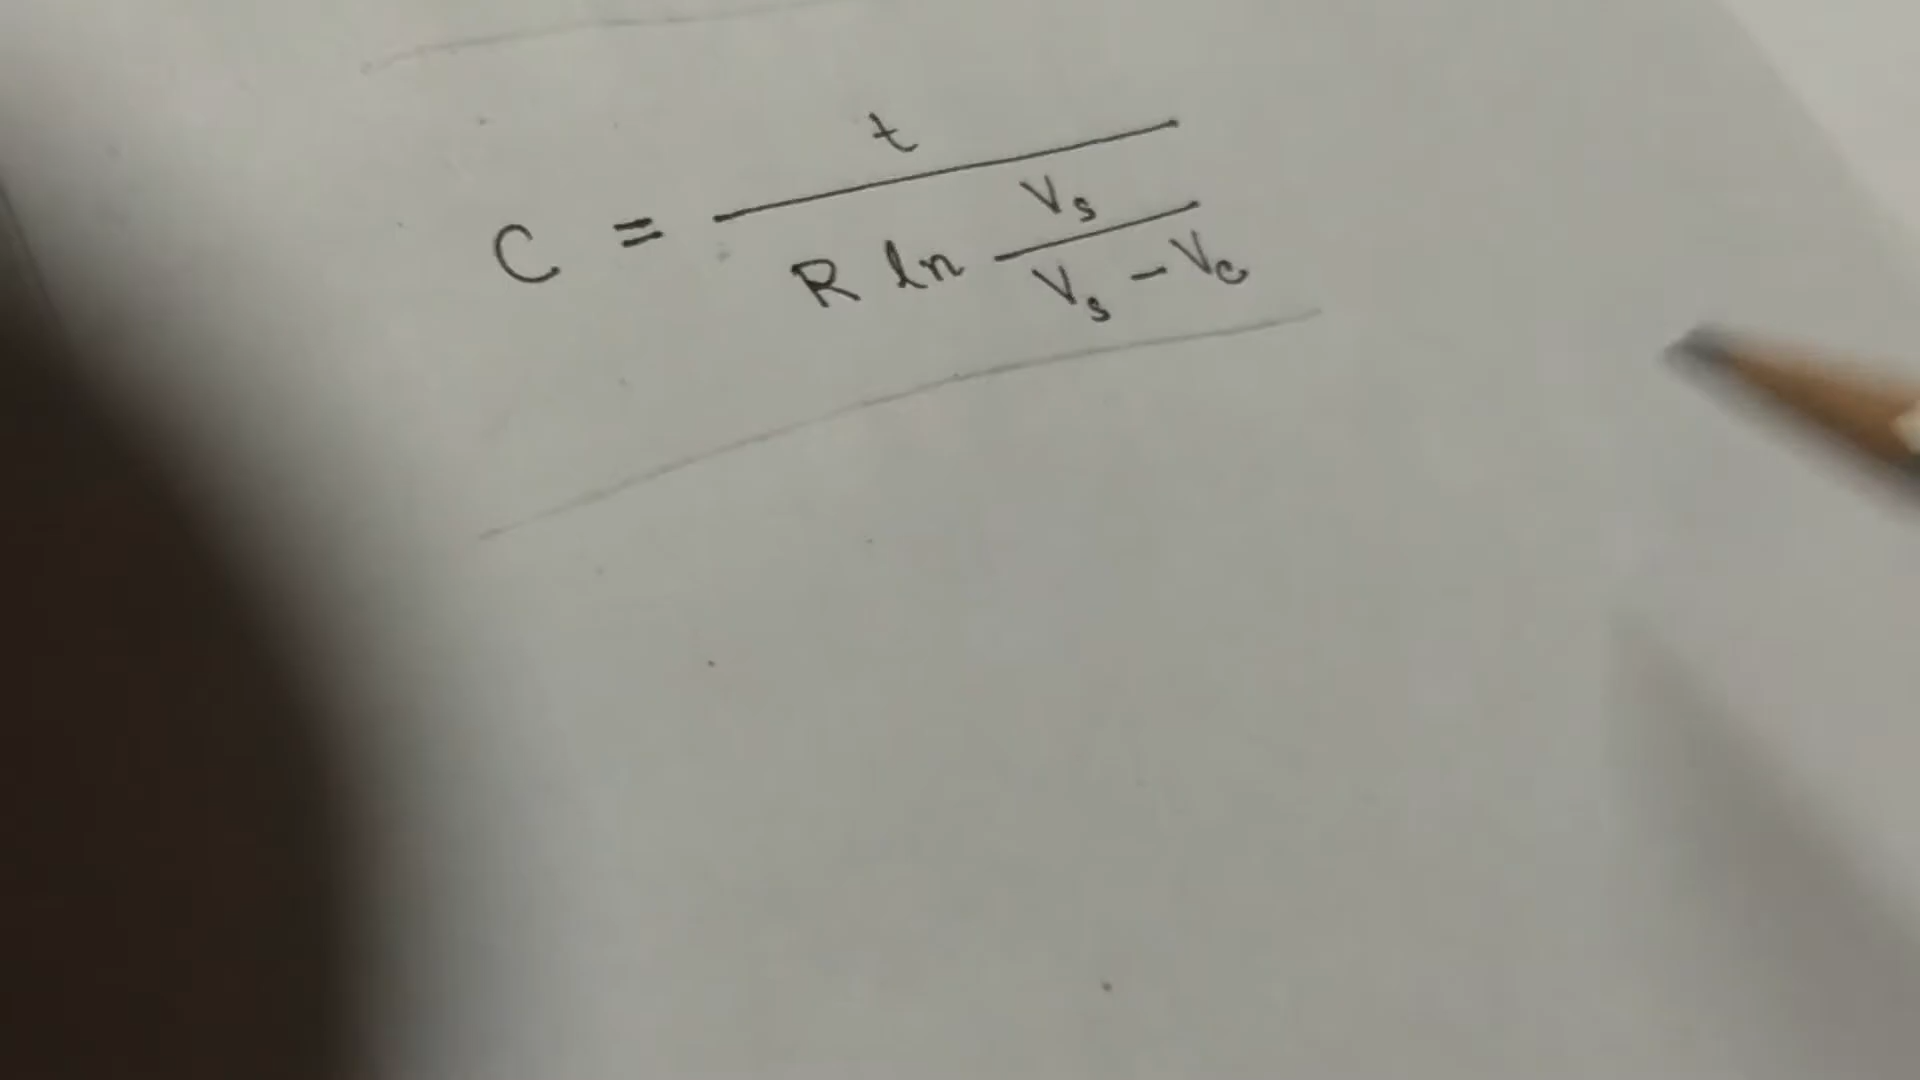 C = t / (R ln (Vs / (Vs - Vc)))